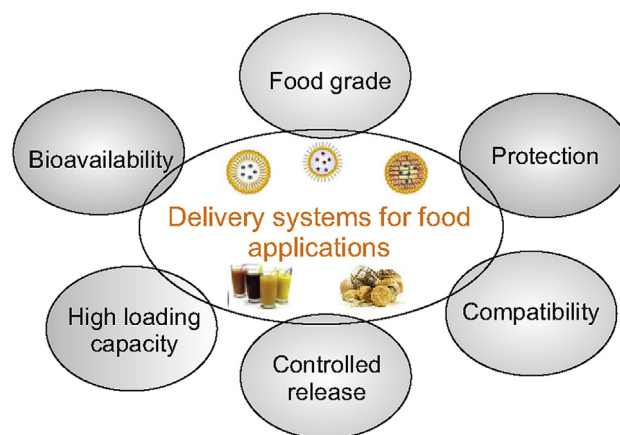 Food grade
Bioavailability
Protection
Delivery systems for food
applications
High loading
capacity
Compatibility
Controlled
release